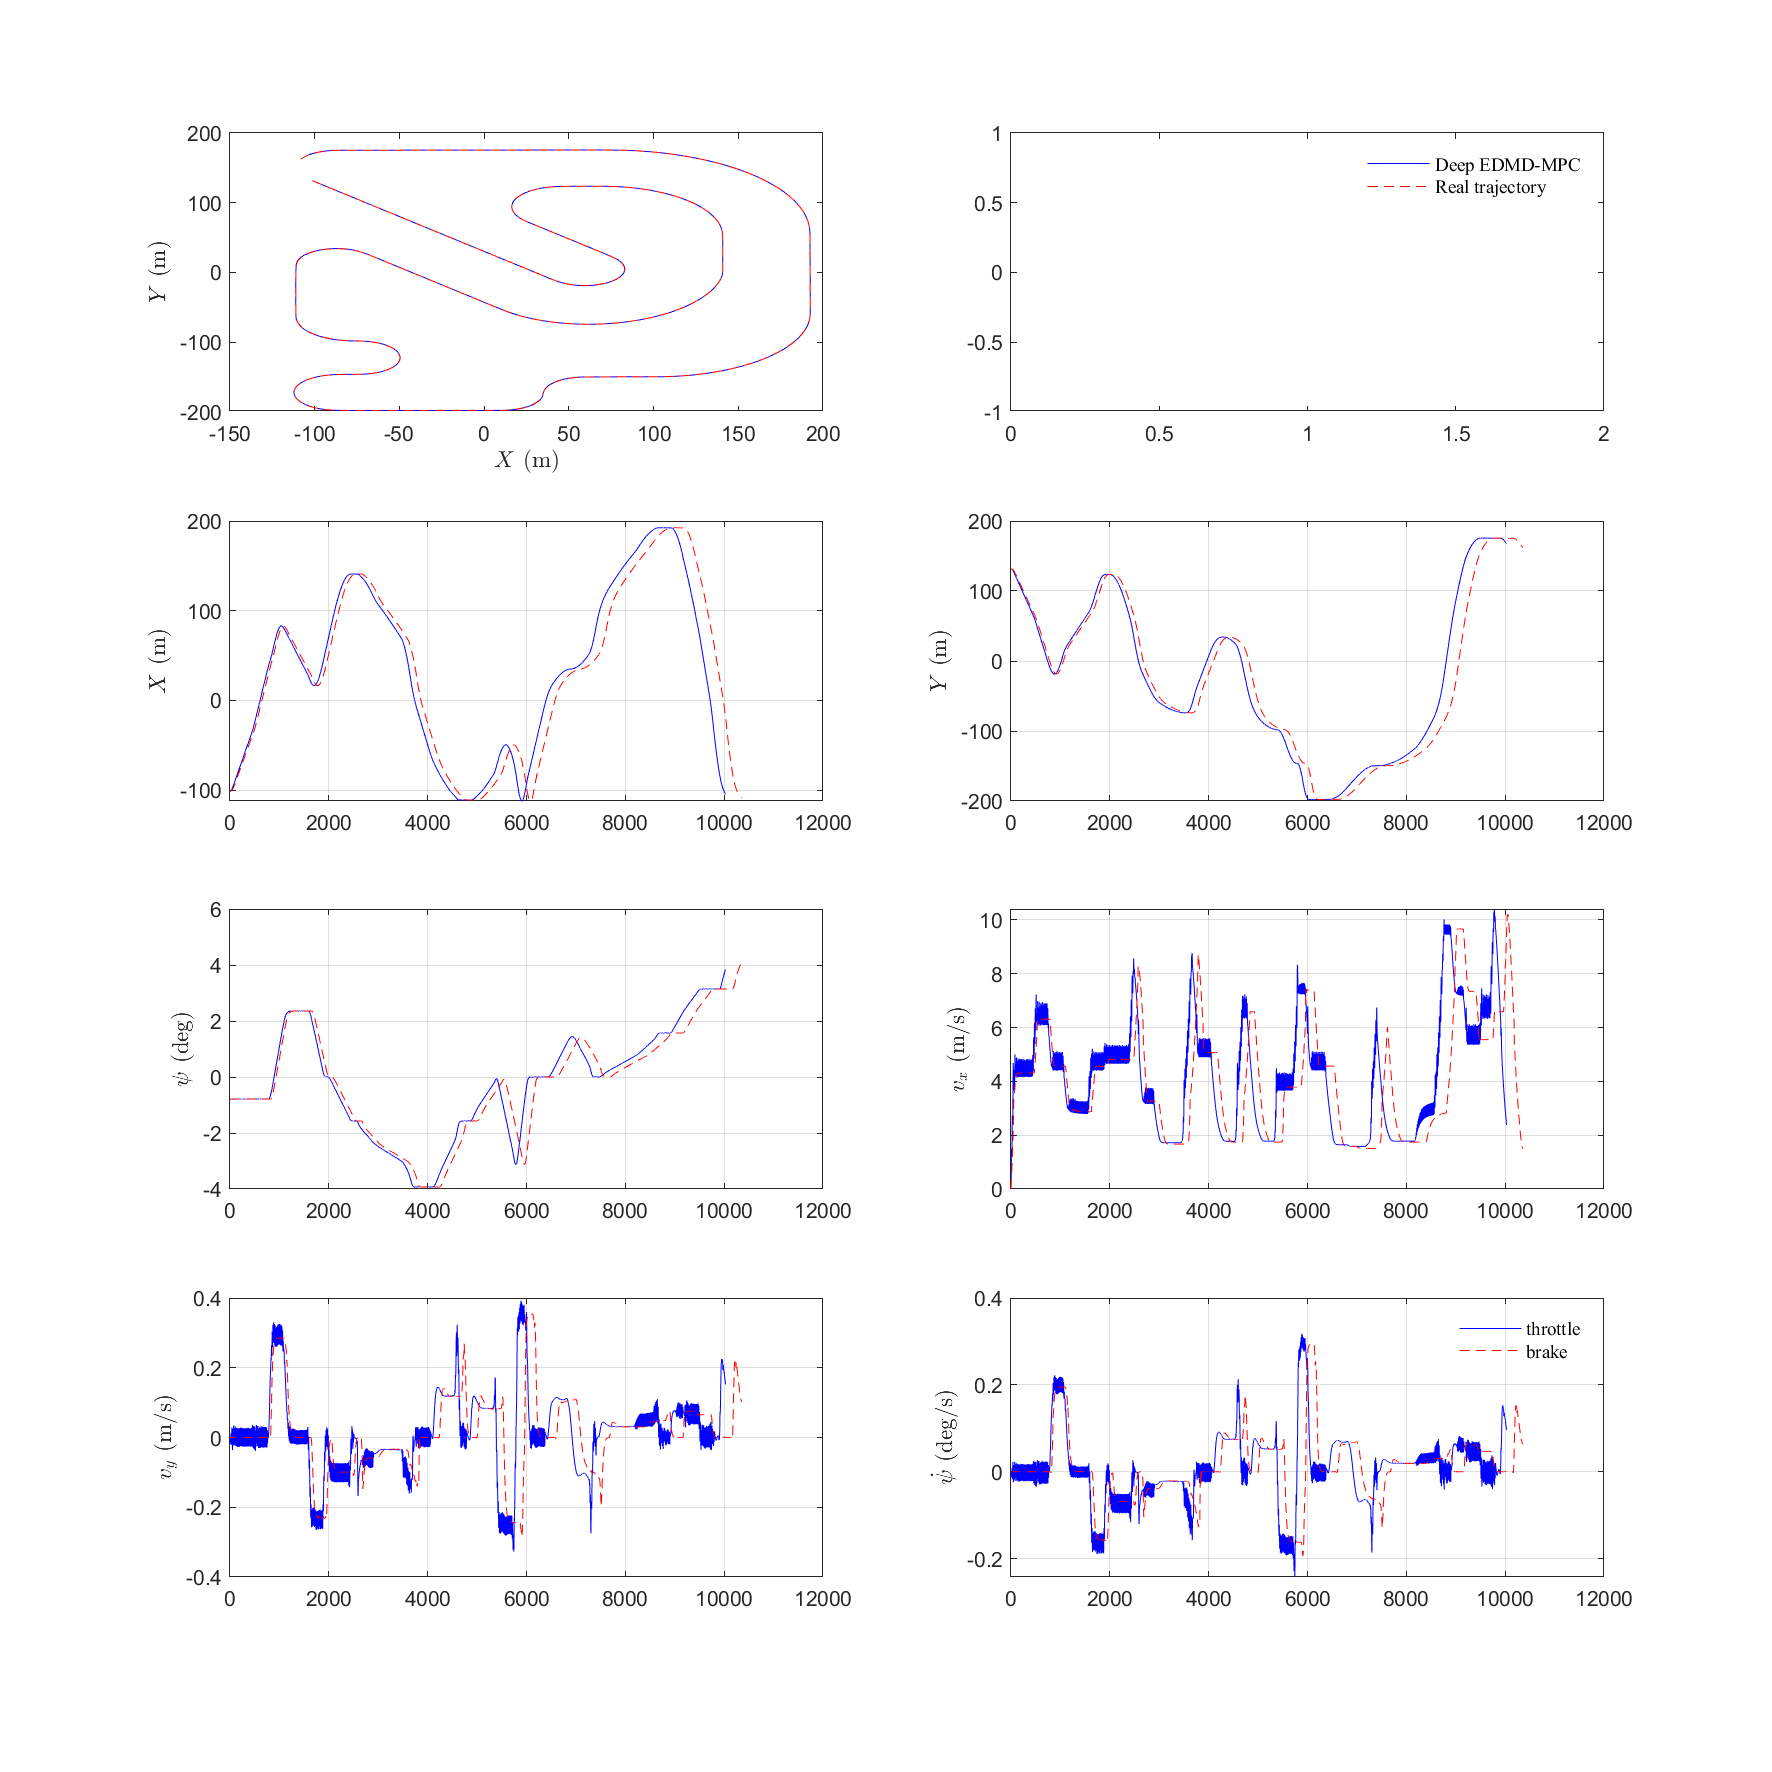 200
100
0
-100
-200
Y (m)
-150 -100 -50 0 50 100 150 200
X (m)
1
0.5
0
-0.5
-1
0 0.5 1 1.5 2
Deep EDMD-MPC
Real trajectory
200
100
0
-100
X (m)
0 2000 4000 6000 8000 10000 12000
200
100
0
-100
-200
Y (m)
0 2000 4000 6000 8000 10000 12000
6
4
2
0
-2
-4
ψ (deg)
0 2000 4000 6000 8000 10000 12000
10
8
6
4
2
0
v_x (m/s)
0 2000 4000 6000 8000 10000 12000
0.4
0.2
0
-0.2
-0.4
v_y (m/s)
0 2000 4000 6000 8000 10000 12000
0.4
0.2
0
-0.2
ψ̇ (deg/s)
0 2000 4000 6000 8000 10000 12000
throttle
brake